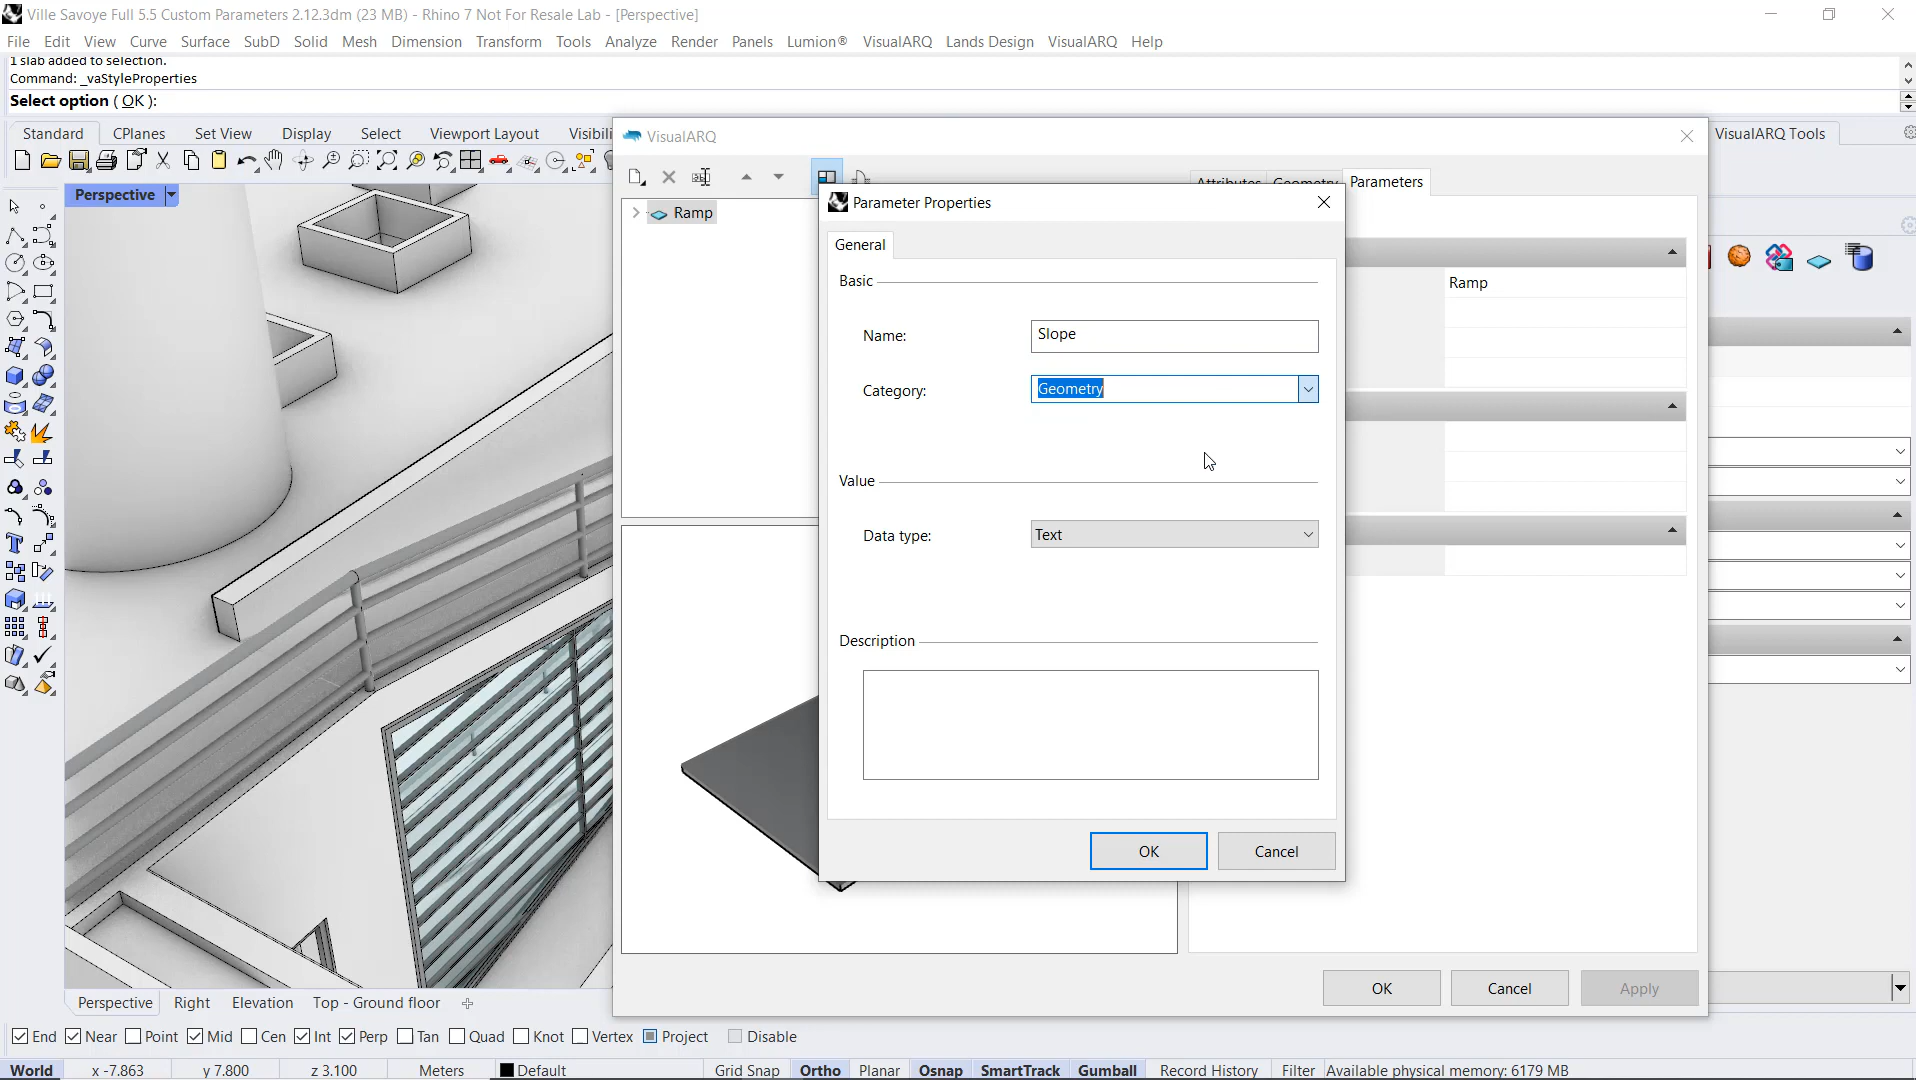 Ville Savoye Full 5.5 Custom Parameters 2.12.3dm (23 MB) - Rhino 7 Not For Resale Lab - [Perspective]
File Edit View Curve Surface SubD Solid Mesh Dimension Transform Tools Analyze Render Panels Lumion® VisualARQ Lands Design VisualARQ Help
1 slab added to selection.
Command: _vaStyleProperties
Select option ( OK ):
Standard CPlanes Set View Display Select Viewport Layout Visibili
VisualARQ
VisualARQ Tools
Perspective
Attributes Geometry Parameters
Ramp
Parameter Properties
General
Basic
Ramp
Name: Slope
Category: Geometry
Value
Data type: Text
Description
OK Cancel
OK Cancel Apply
Perspective Right Elevation Top - Ground floor
End Near Point Mid Cen Int Perp Tan Quad Knot Vertex Project Disable
World x -7.863 y 7.800 z 3.100 Meters Default Grid Snap Ortho Planar Osnap SmartTrack Gumball Record History Filter Available physical memory: 6179 MB